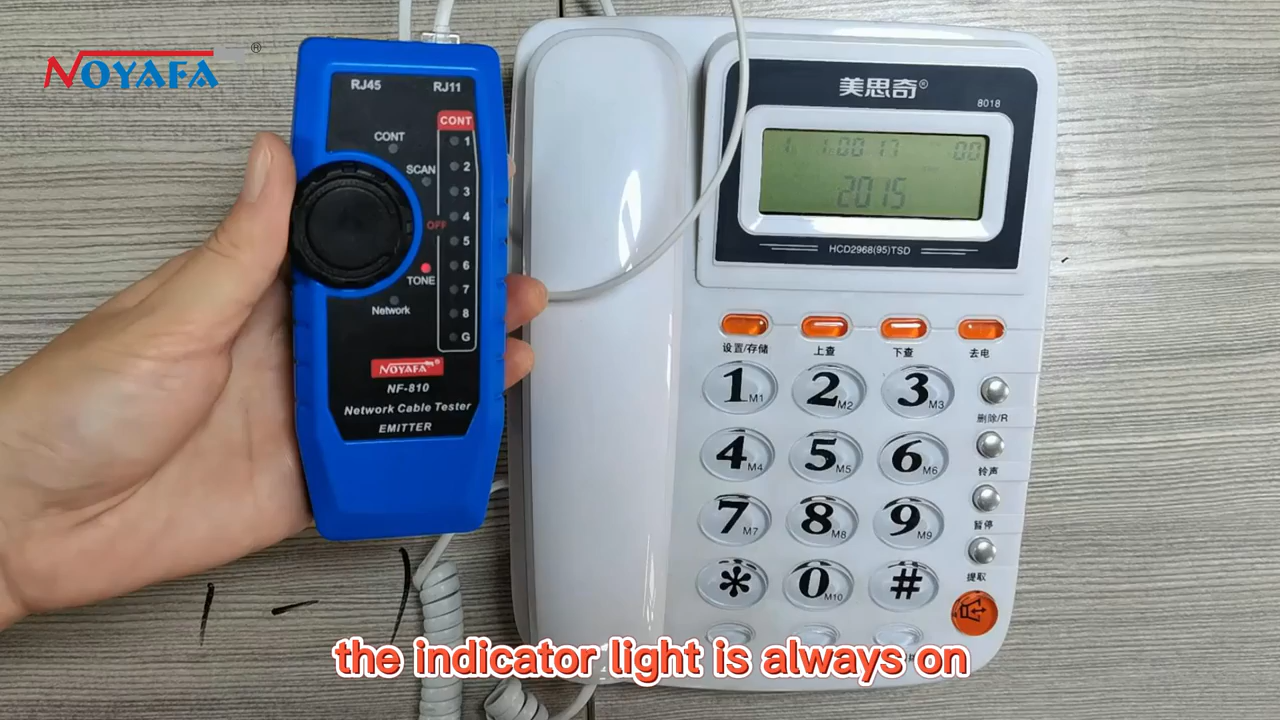 NOYAFA®
RJ45
RJ11
CONT
CONT
SCAN
OFF
TONE
Network
1
2
3
4
5
6
7
8
G
NOYAFA
NF-810
Network Cable Tester
EMITTER
美思奇®
8018
1 1:00 17 00
2015
HCD2968(95)TSD
设置/存储
上查
下查
去电
1 M1
2 M2
3 M3
删除/R
4 M4
5 M5
6 M6
铃声
7 M7
8 M8
9 M9
暂停
* 0 M10 #
提取
the indicator light is always on